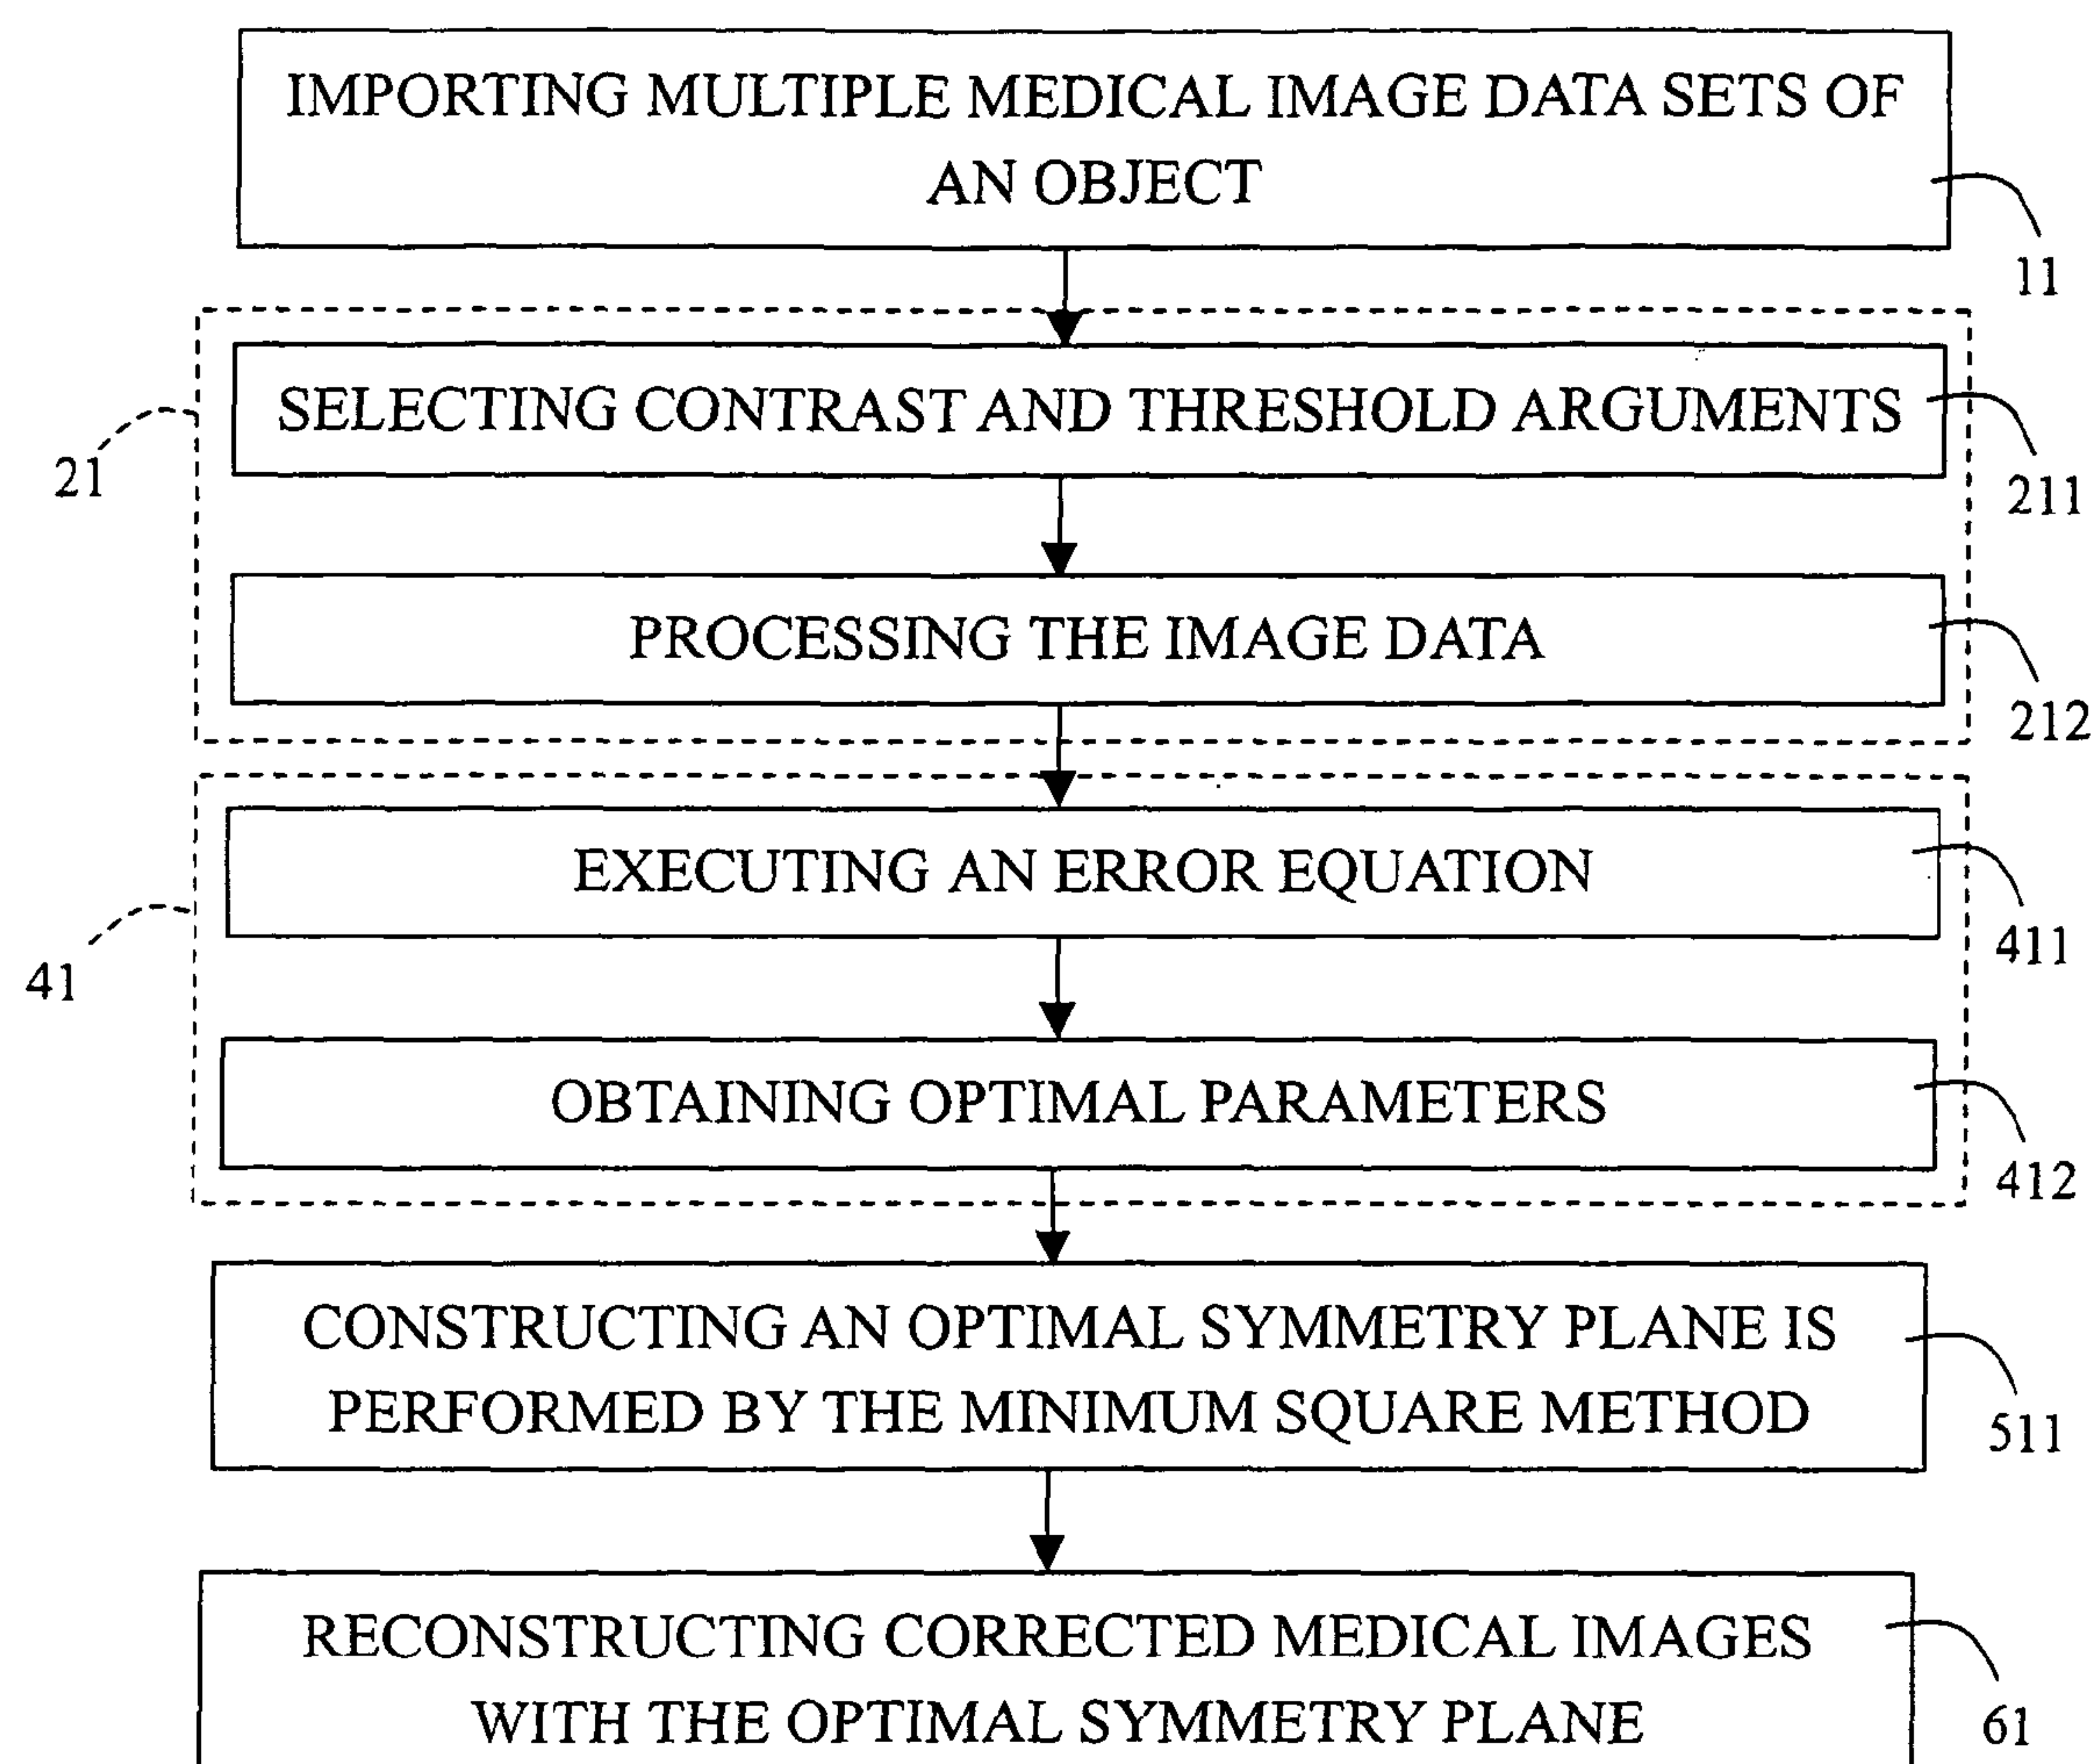 IMPORTING MULTIPLE MEDICAL IMAGE DATA SETS OF
AN OBJECT
11
SELECTING CONTRAST AND THRESHOLD ARGUMENTS
21
211
PROCESSING THE IMAGE DATA
212
EXECUTING AN ERROR EQUATION
411
41
OBTAINING OPTIMAL PARAMETERS
412
CONSTRUCTING AN OPTIMAL SYMMETRY PLANE IS
PERFORMED BY THE MINIMUM SQUARE METHOD
511
RECONSTRUCTING CORRECTED MEDICAL IMAGES
WITH THE OPTIMAL SYMMETRY PLANE
61